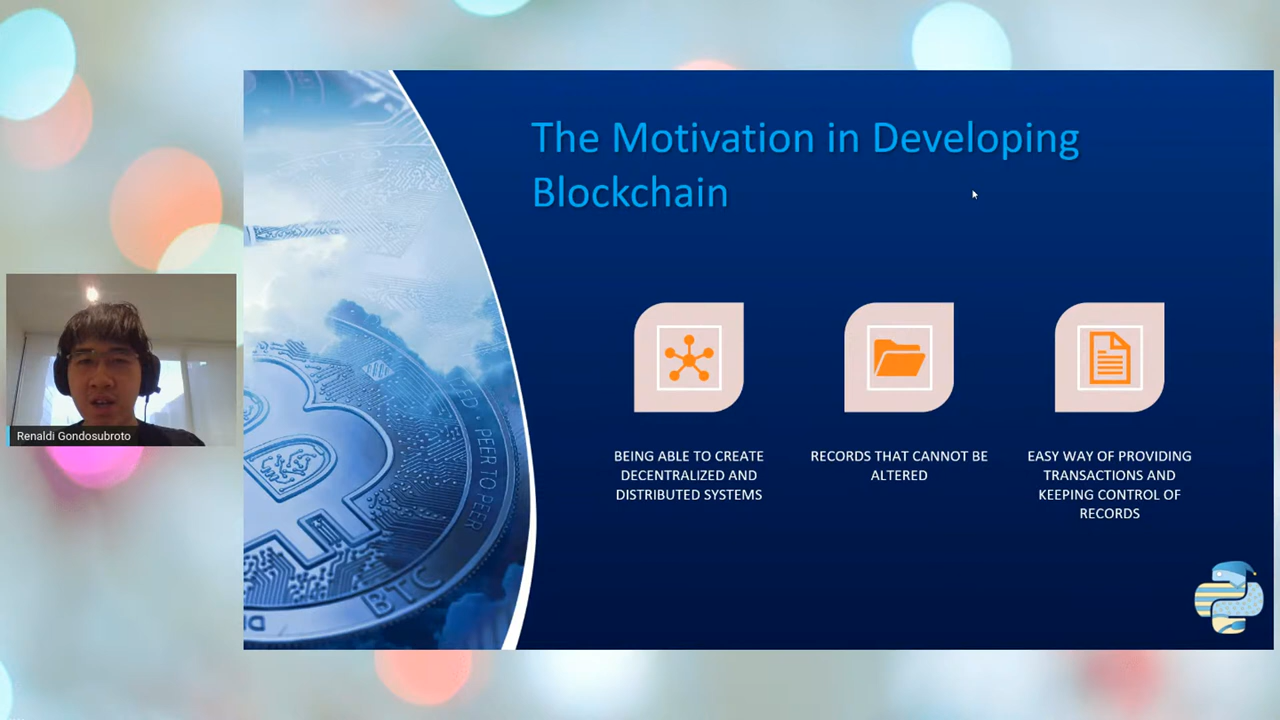 The Motivation in Developing
Blockchain
BEING ABLE TO CREATE
DECENTRALIZED AND
DISTRIBUTED SYSTEMS
RECORDS THAT CANNOT BE
ALTERED
EASY WAY OF PROVIDING
TRANSACTIONS AND
KEEPING CONTROL OF
RECORDS
Renaldi Gondosubroto
PEER TO PEER
BTC